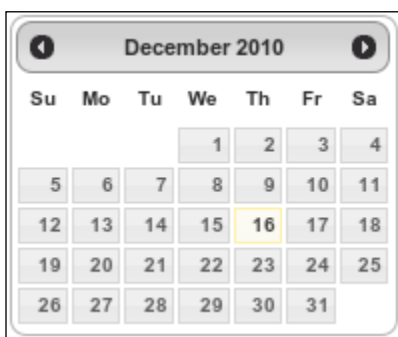 December 2010
Su Mo Tu We Th Fr Sa
1 2 3 4
5 6 7 8 9 10 11
12 13 14 15 16 17 18
19 20 21 22 23 24 25
26 27 28 29 30 31